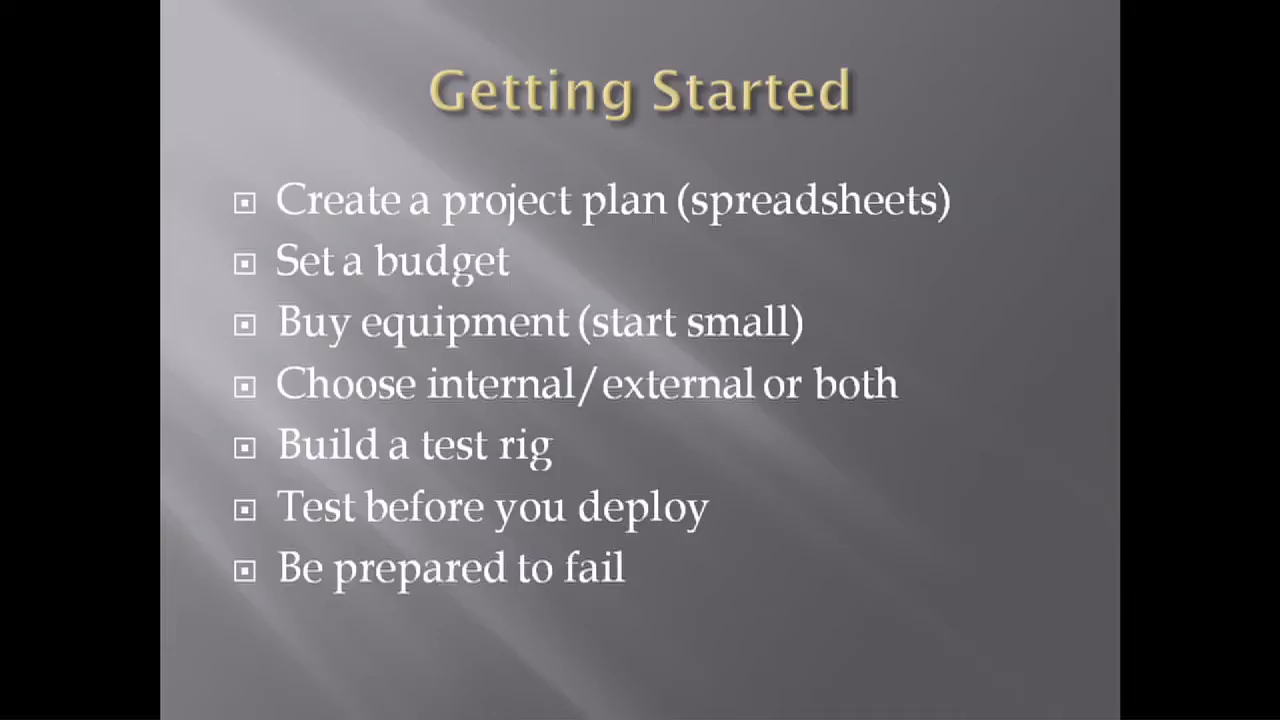 Getting Started
Create a project plan (spreadsheets)
Set a budget
Buy equipment (start small)
Choose internal/external or both
Build a test rig
Test before you deploy
Be prepared to fail